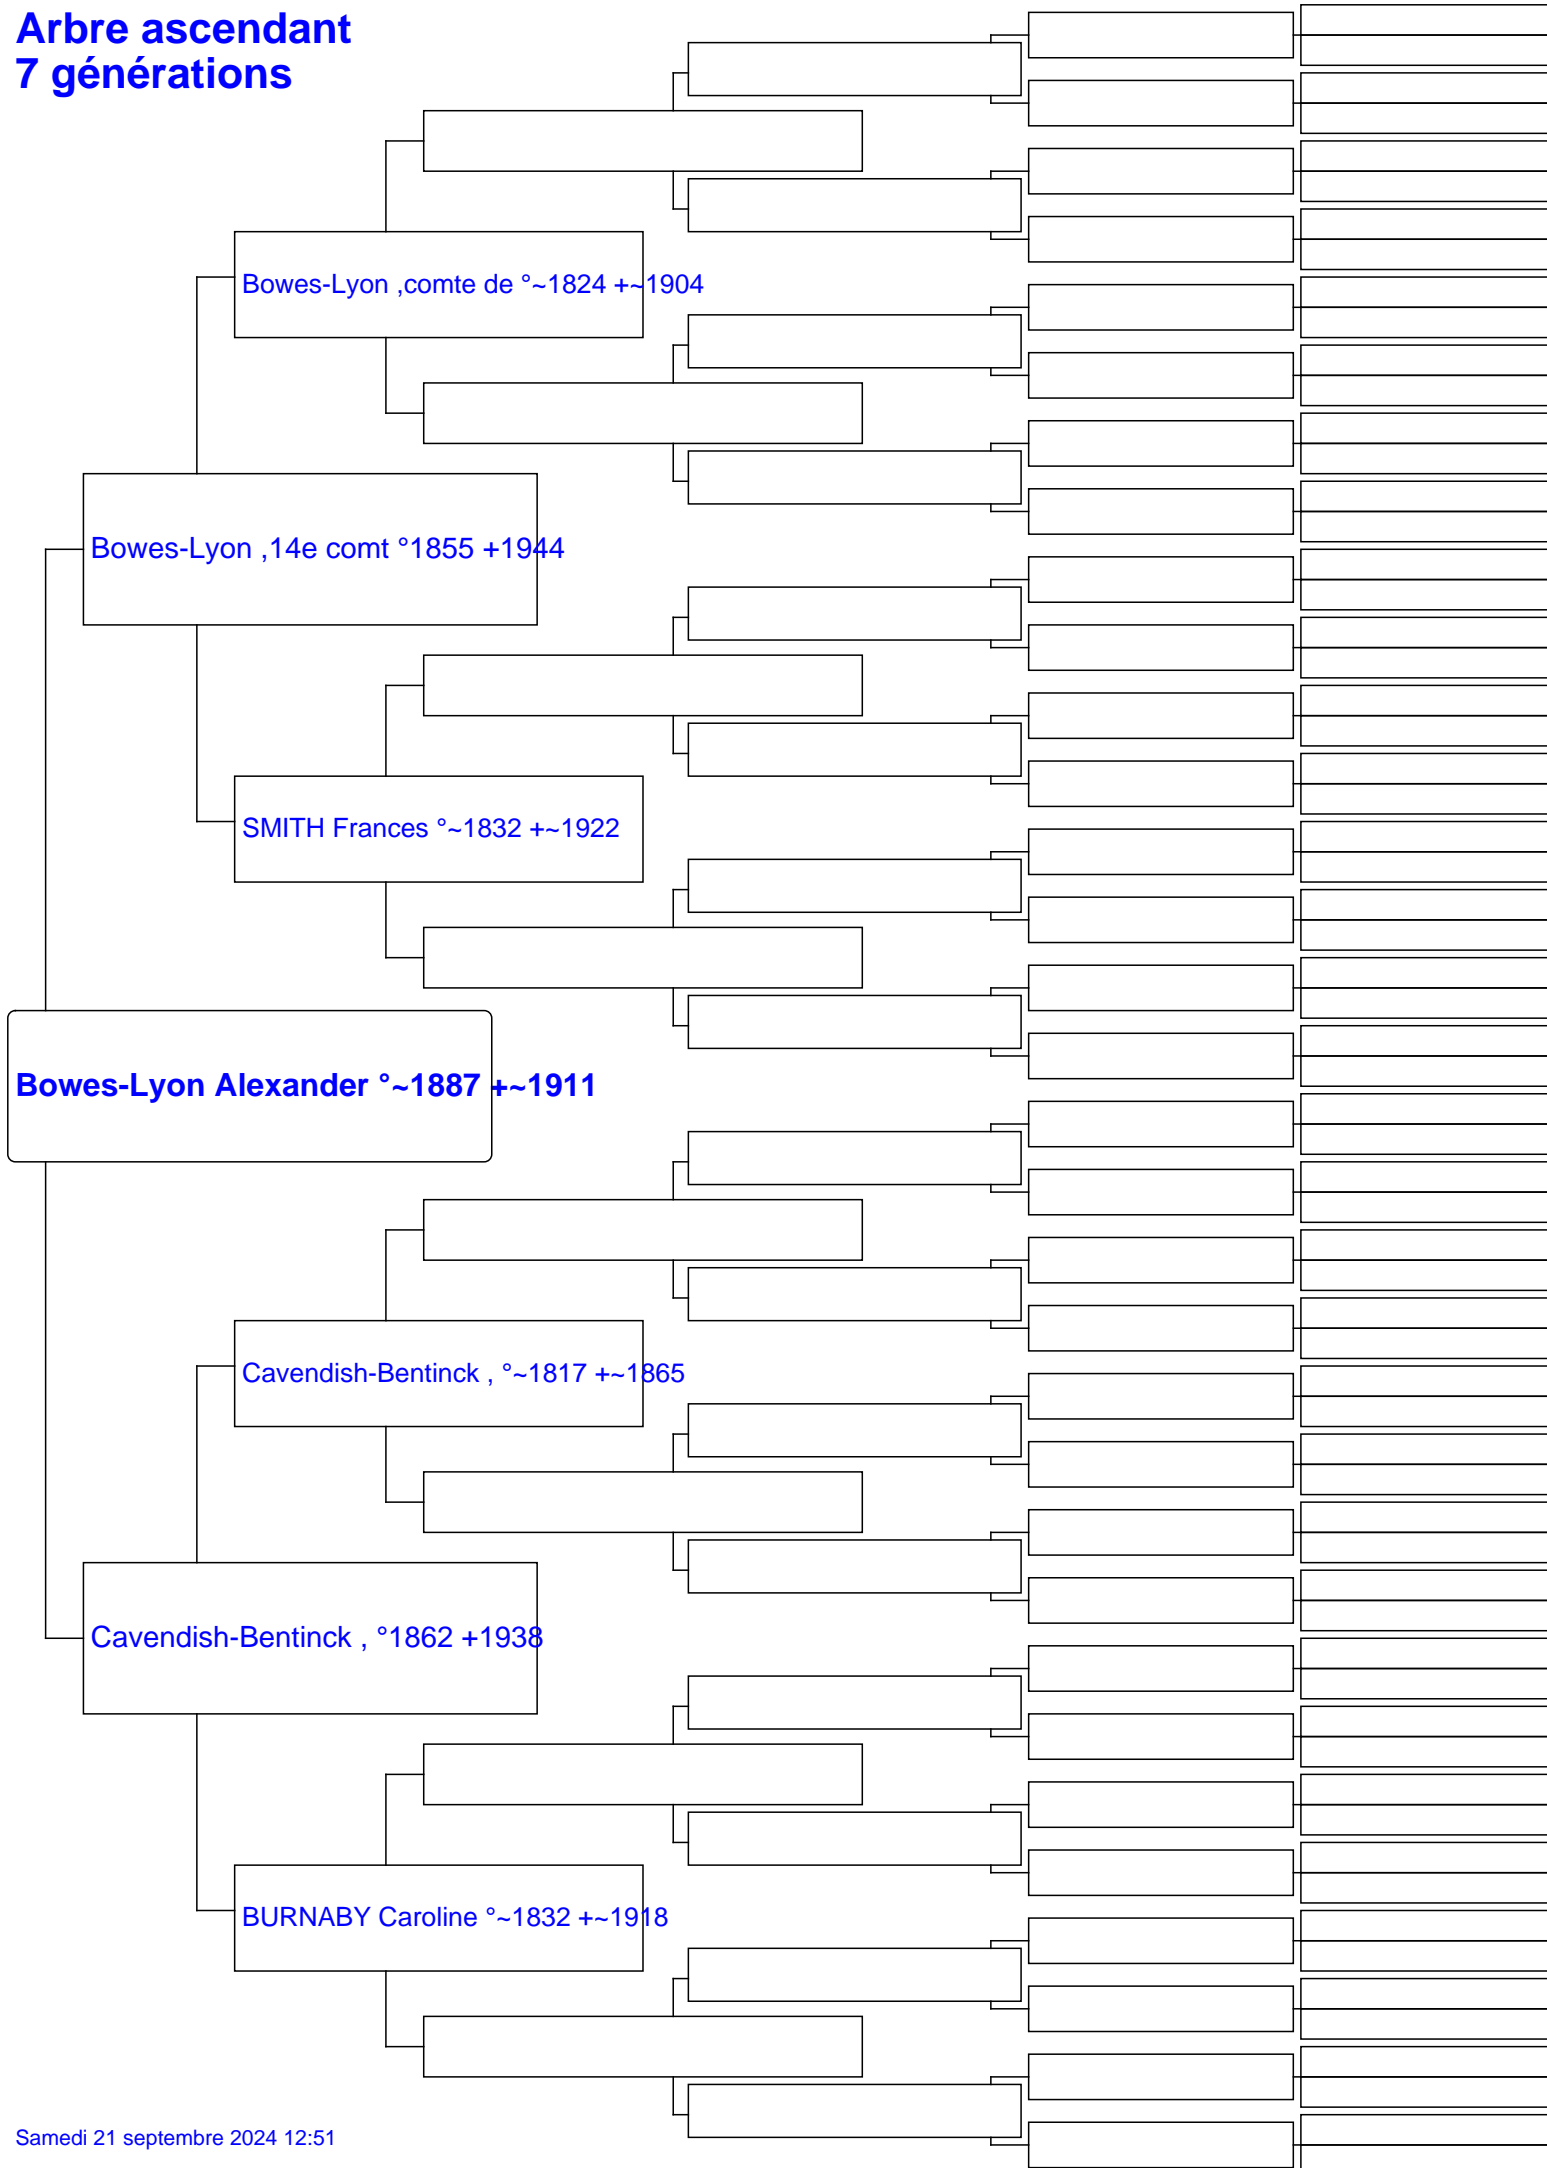 Arbre ascendant
7 générations
Bowes-Lyon ,comte de °~1824 +~1904
Bowes-Lyon ,14e comt °1855 +1944
SMITH Frances °~1832 +~1922
Bowes-Lyon Alexander °~1887 +~1911
Cavendish-Bentinck , °~1817 +~1865
Cavendish-Bentinck , °1862 +1938
BURNABY Caroline °~1832 +~1918
Samedi 21 septembre 2024 12:51